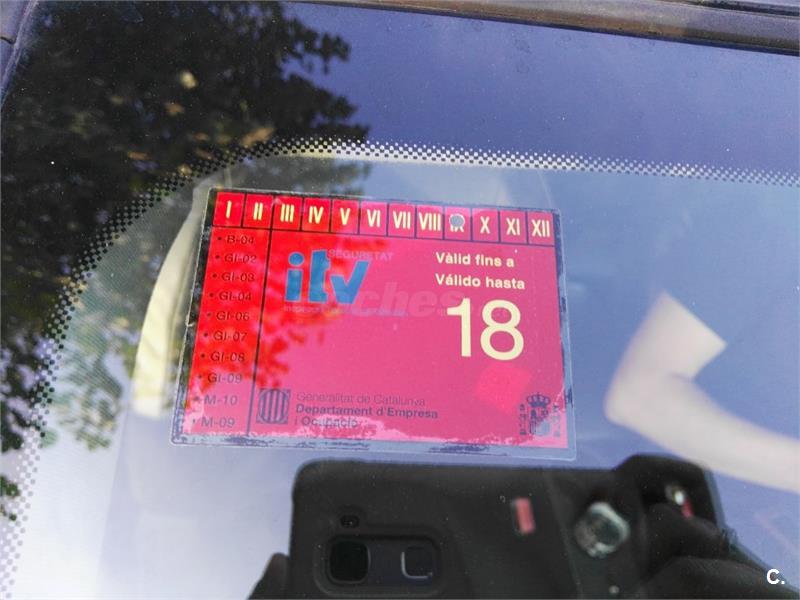 I II III IV V VI VII VIII IX X XI XII
• B-04
• GI-02
• GI-03
• GI-04
• GI-06
• GI-07
• GI-08
• GI-09
• M-10
• M-09
SEGURETAT
itv
Vàlid fins a
Válido hasta
18
Generalitat de Catalunya
Departament d'Empresa
i Ocupació
coches
C.